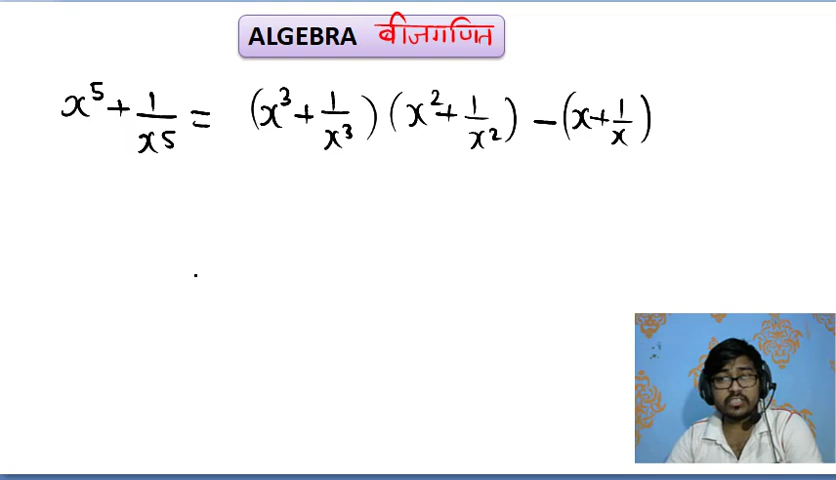 ALGEBRA बीजगणित
x⁵ + 1/x⁵ = (x³ + 1/x³) (x² + 1/x²) − (x + 1/x)